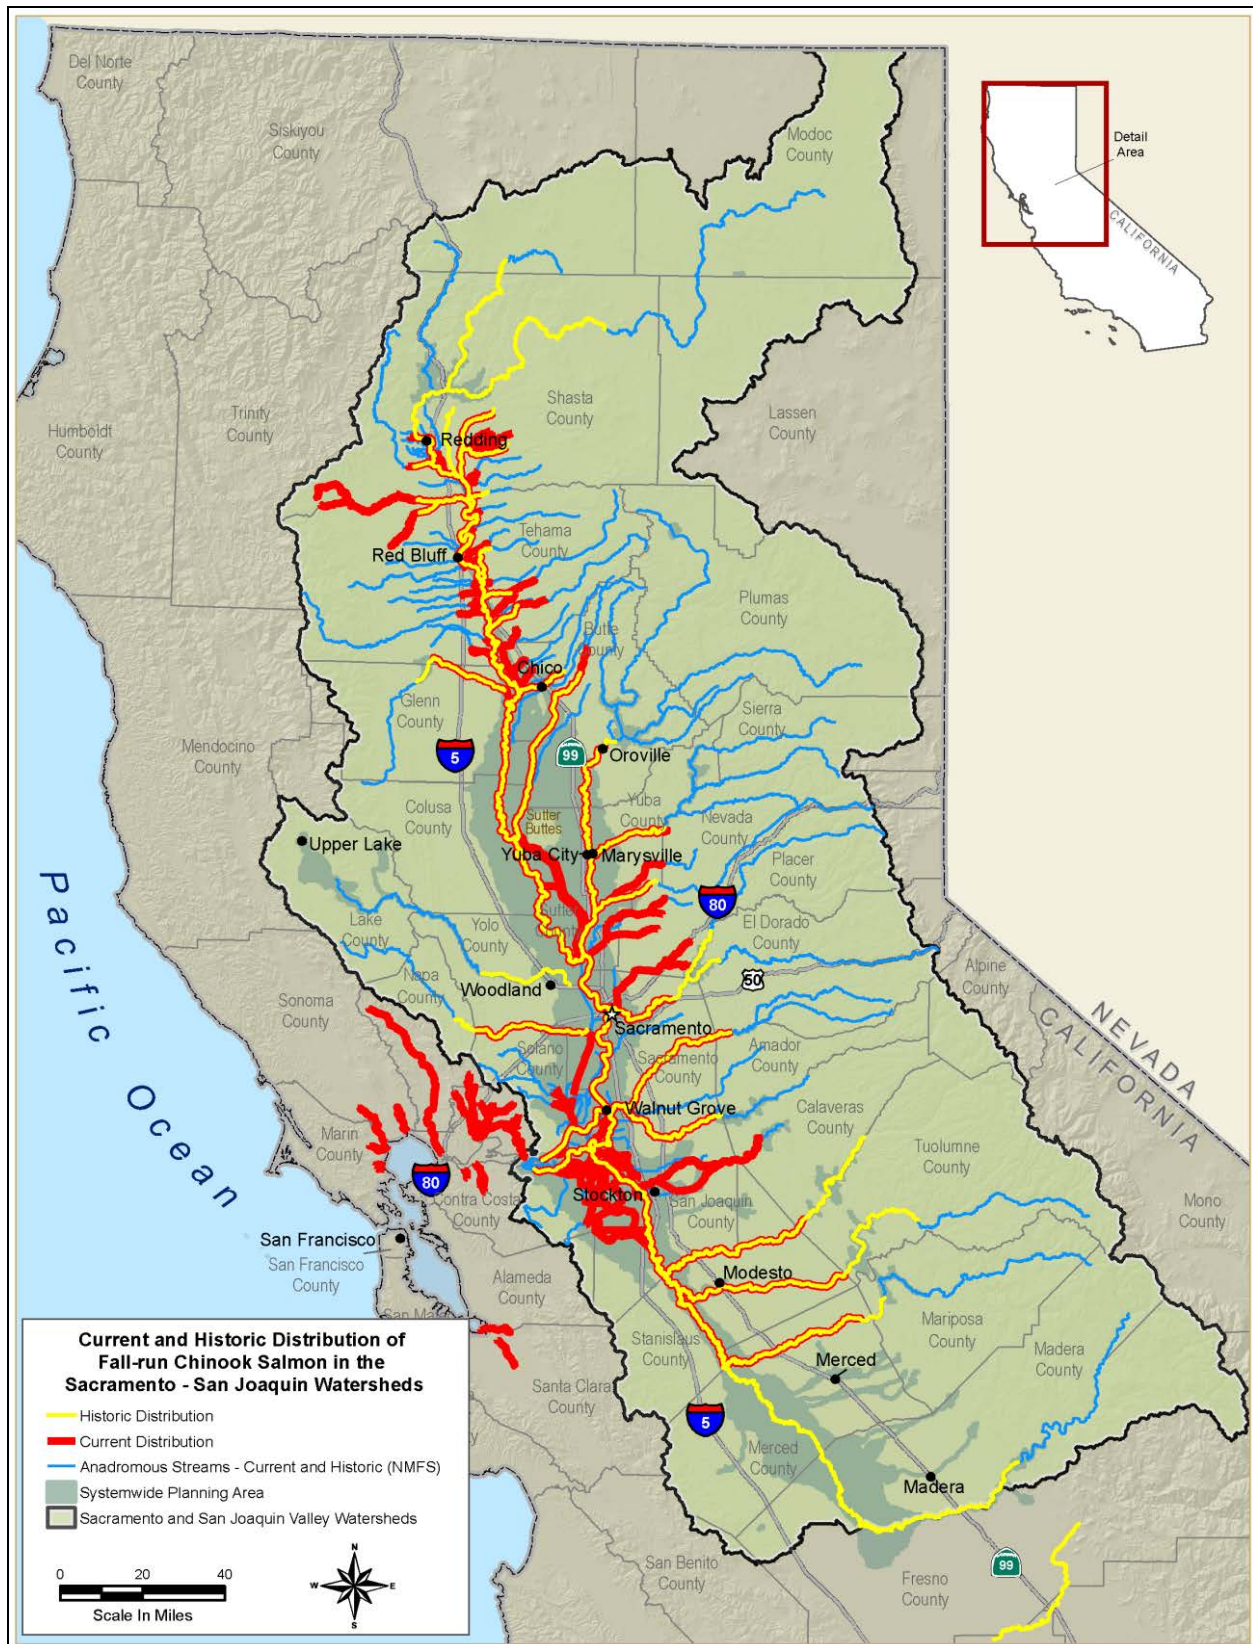 Del Norte
County
Siskiyou
County
Modoc
County
Detail
Area
CALIFORNIA
Humboldt
County
Trinity
County
Shasta
County
Lassen
County
Redding
Tehama
County
Red Bluff
Plumas
County
Butte
County
Chico
Glenn
County
Sierra
County
Mendocino
County
5
99
Oroville
Colusa
County
Sutter
Buttes
Yuba
County
Nevada
County
Upper Lake
Yuba City
Marysville
Placer
County
80
Lake
County
Yolo
County
Sutter
County
El Dorado
County
Napa
County
Woodland
50
Alpine
County
Sonoma
County
Sacramento
NEVADA
CALIFORNIA
Solano
County
Sacramento
County
Amador
County
Pacific Ocean
Walnut Grove
Calaveras
County
Marin
County
Tuolumne
County
80
Contra Costa
County
Stockton
San Joaquin
County
Mono
County
San Francisco
San Francisco
County
Alameda
County
Modesto
San Ma
Stanislaus
County
Mariposa
County
Madera
County
Merced
Santa Clara
County
5
Merced
County
Madera
99
San Benito
County
Fresno
County
Current and Historic Distribution of
Fall-run Chinook Salmon in the
Sacramento - San Joaquin Watersheds
Historic Distribution
Current Distribution
Anadromous Streams - Current and Historic (NMFS)
Systemwide Planning Area
Sacramento and San Joaquin Valley Watersheds
0 20 40
Scale In Miles
N
W E
S